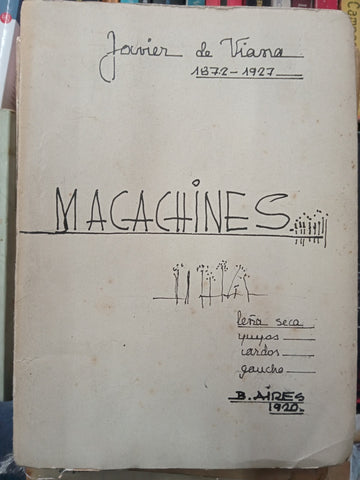 Javier de Viana
1872-1927
MACACHINES
leña seca
yuyos
cardos
gaucho
B. AIRES
1920